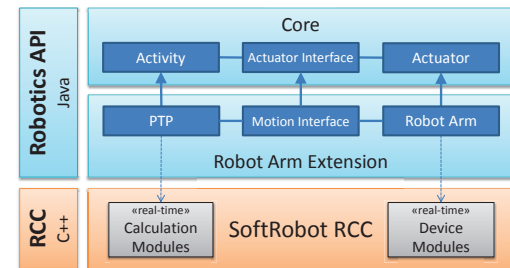 Robotics API
Java
Core
Activity
Actuator Interface
Actuator
PTP
Motion Interface
Robot Arm
Robot Arm Extension
RCC
C++
«real-time»
Calculation
Modules
SoftRobot RCC
«real-time»
Device
Modules